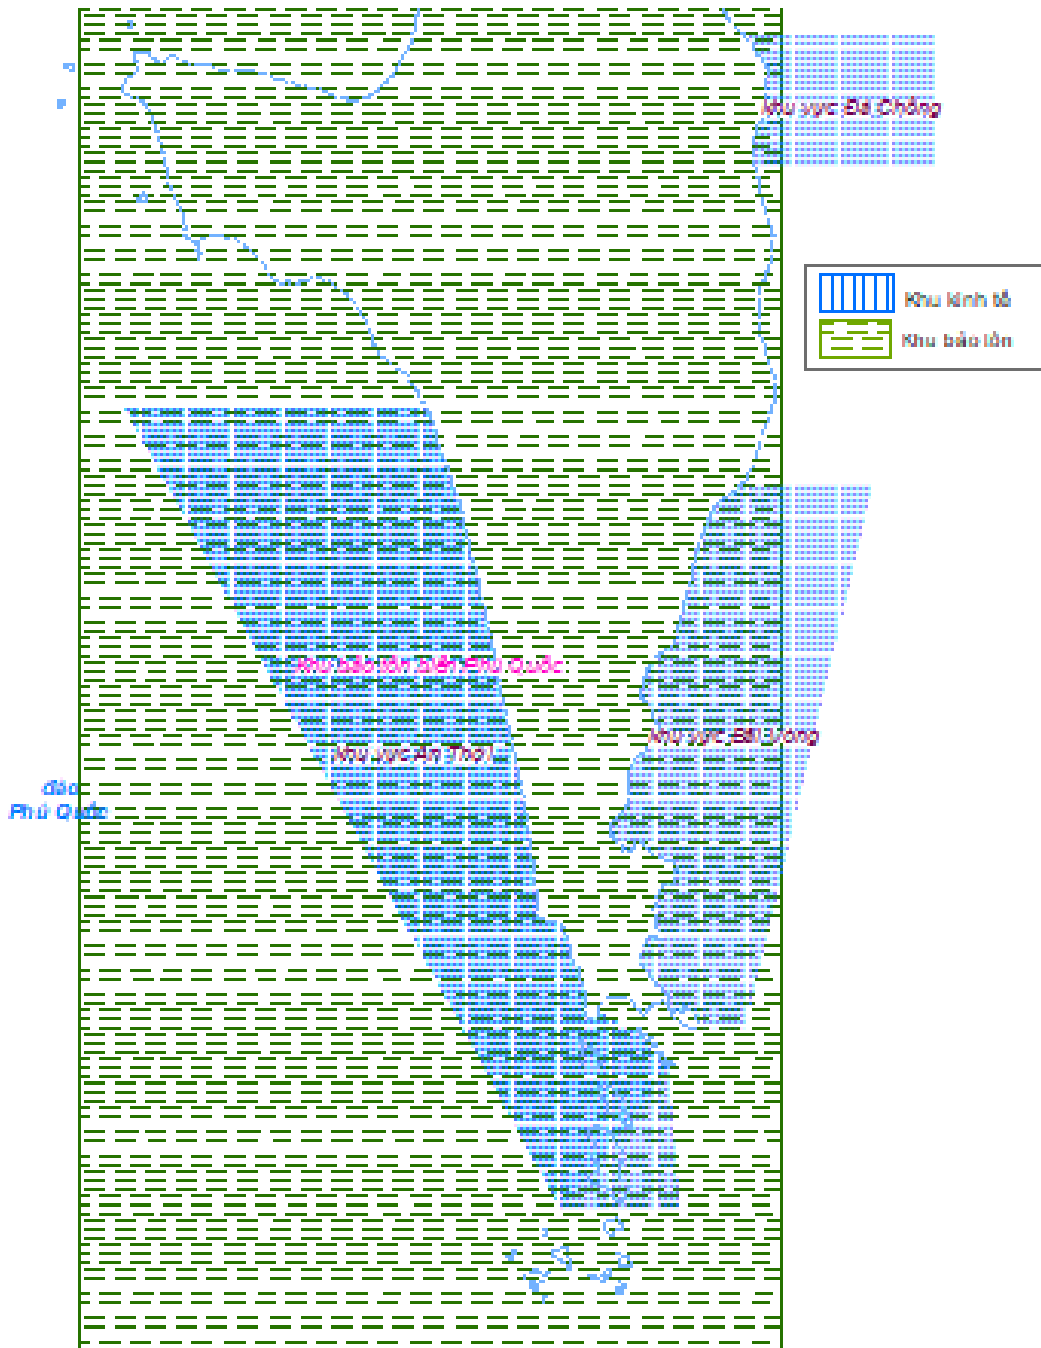 khu vực Đá Chồng
Khu kinh tế
Khu bảo tồn
Khu bảo tồn biển Phú Quốc
khu vực Bãi Vòng
khu vực An Thới
đảo
Phú Quốc